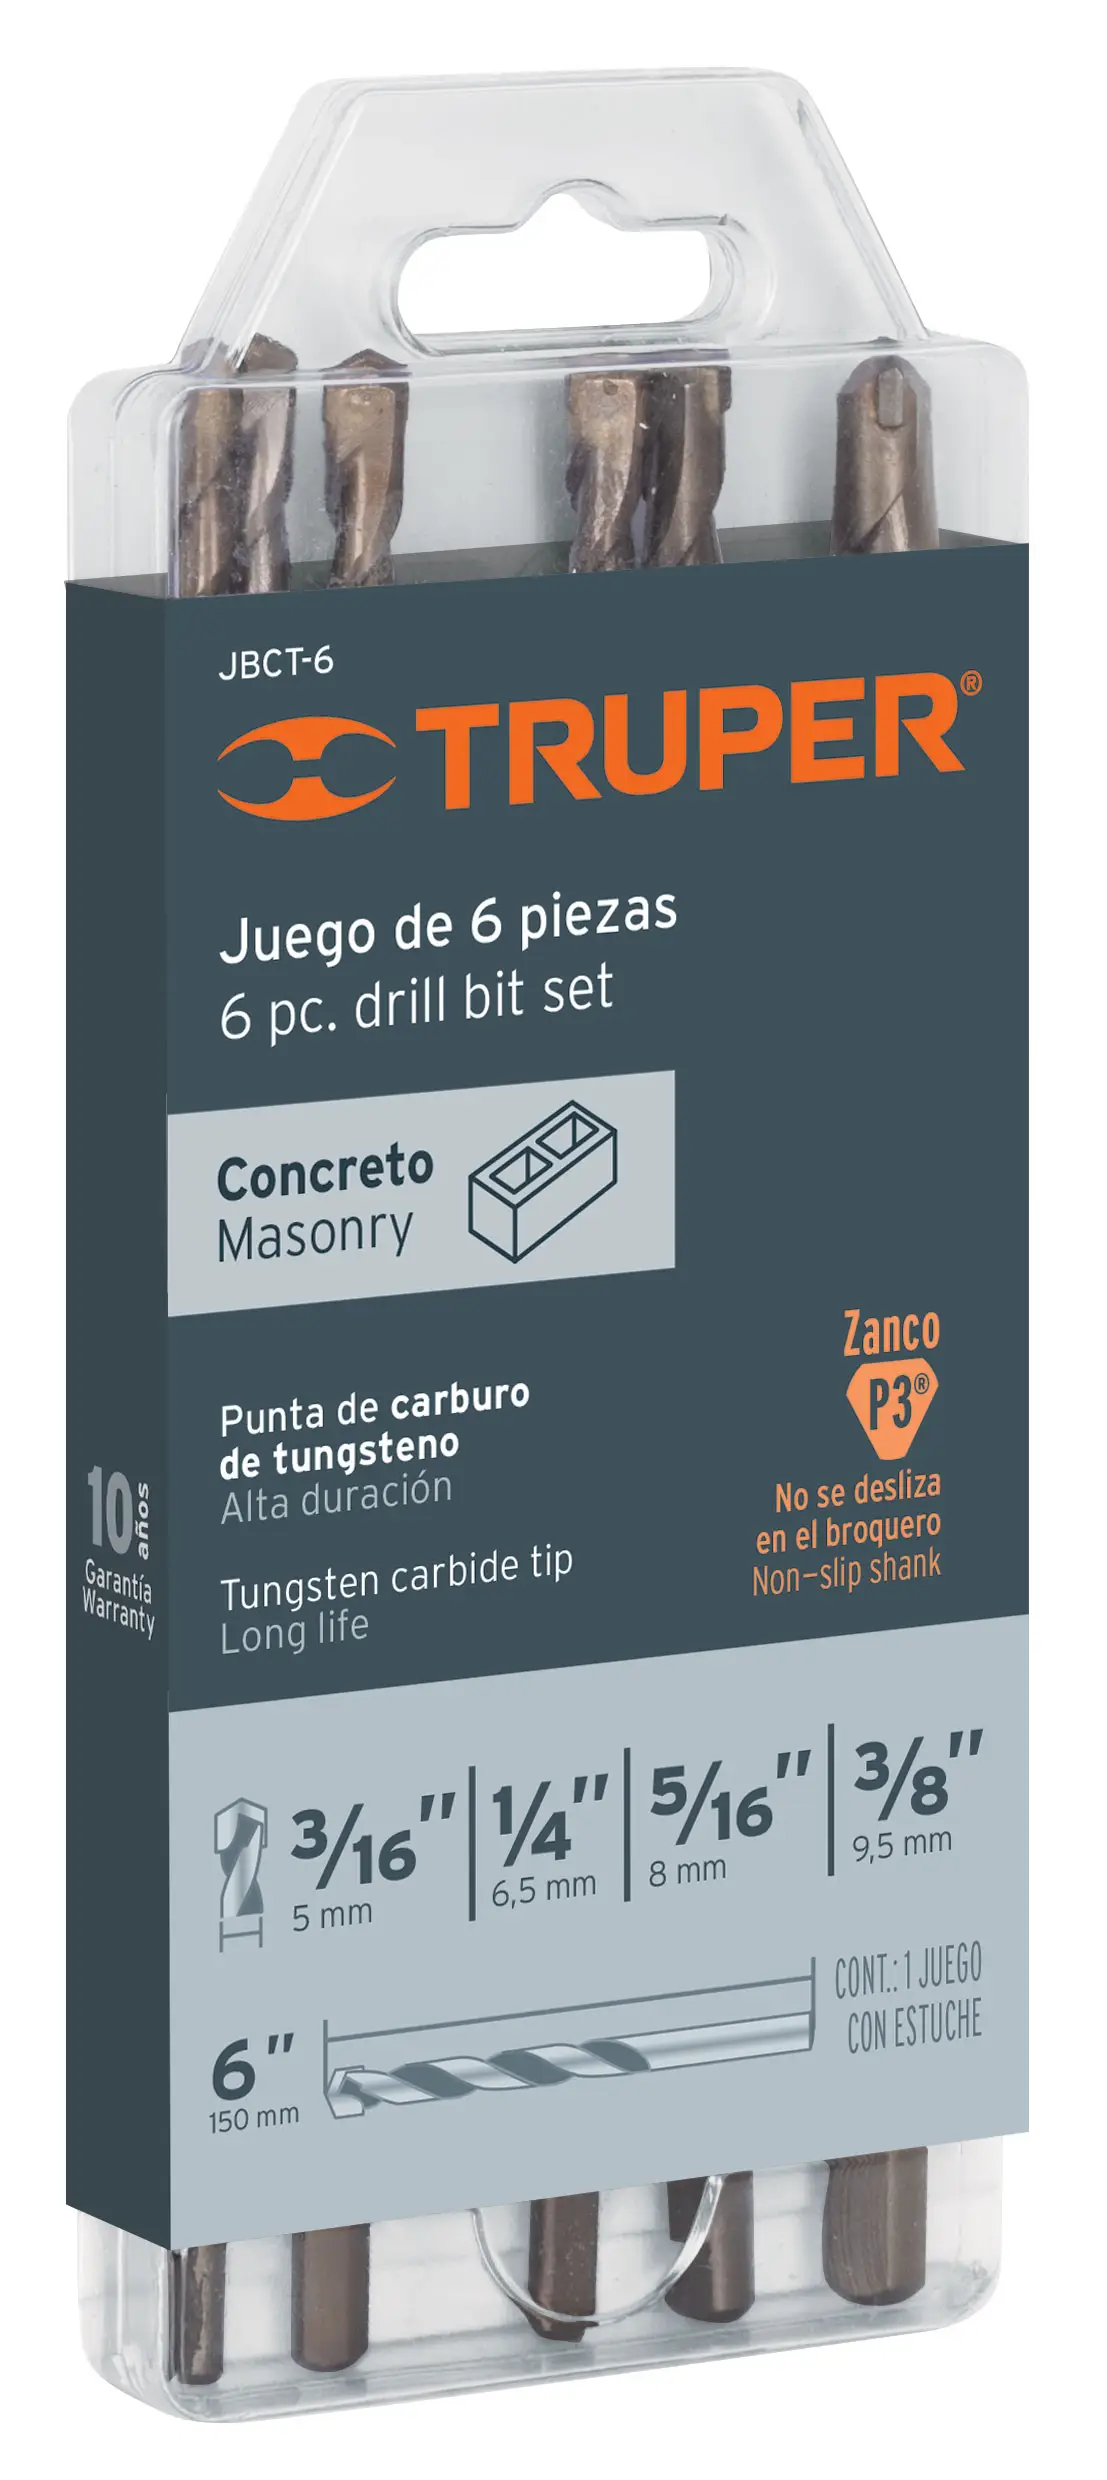 JBCT-6
TRUPER®
Juego de 6 piezas
6 pc. drill bit set
Concreto
Masonry
Punta de carburo
de tungsteno
Alta duración
Tungsten carbide tip
Long life
Zanco
P3®
No se desliza
en el broquero
Non-slip shank
10 años
Garantía
Warranty
3/16" 1/4" 5/16" 3/8"
5 mm 6,5 mm 8 mm 9,5 mm
6"
150 mm
CONT.: 1 JUEGO
CON ESTUCHE